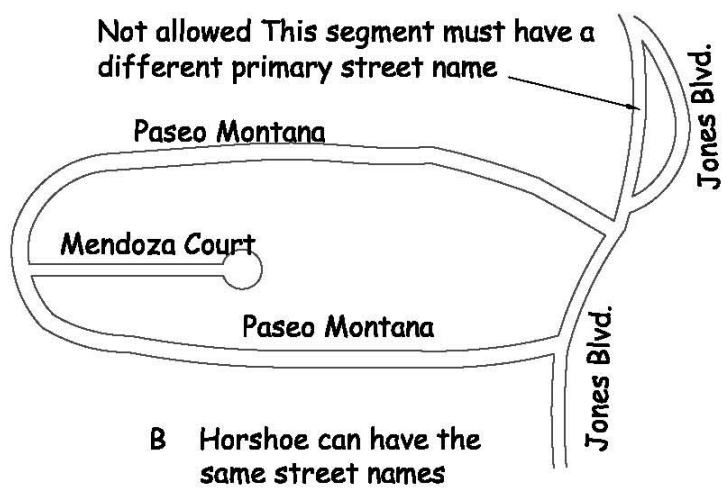 Not allowed This segment must have a
different primary street name
Jones Blvd.
Paseo Montana
Mendoza Court
Paseo Montana
Jones Blvd.
B Horshoe can have the
same street names